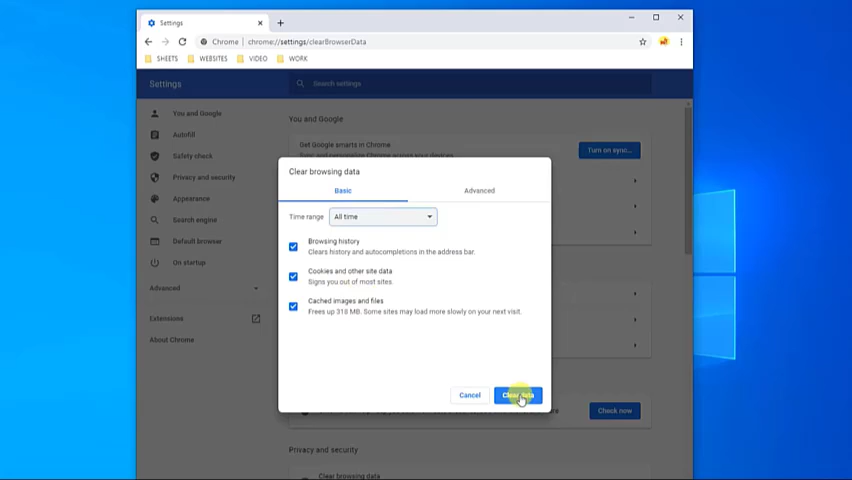 Settings
Chrome | chrome://settings/clearBrowserData
SHEETS WEBSITES VIDEO WORK
Settings
Search settings
You and Google
Autofill
Safety check
Privacy and security
Appearance
Search engine
Default browser
On startup
Advanced
Extensions
About Chrome
You and Google
Get Google smarts in Chrome
Turn on sync...
Clear browsing data
Basic Advanced
Time range All time
Browsing history
Clears history and autocompletions in the address bar.
Cookies and other site data
Signs you out of most sites.
Cached images and files
Frees up 318 MB. Some sites may load more slowly on your next visit.
Cancel Clear data
Check now
Privacy and security
Clear browsing data